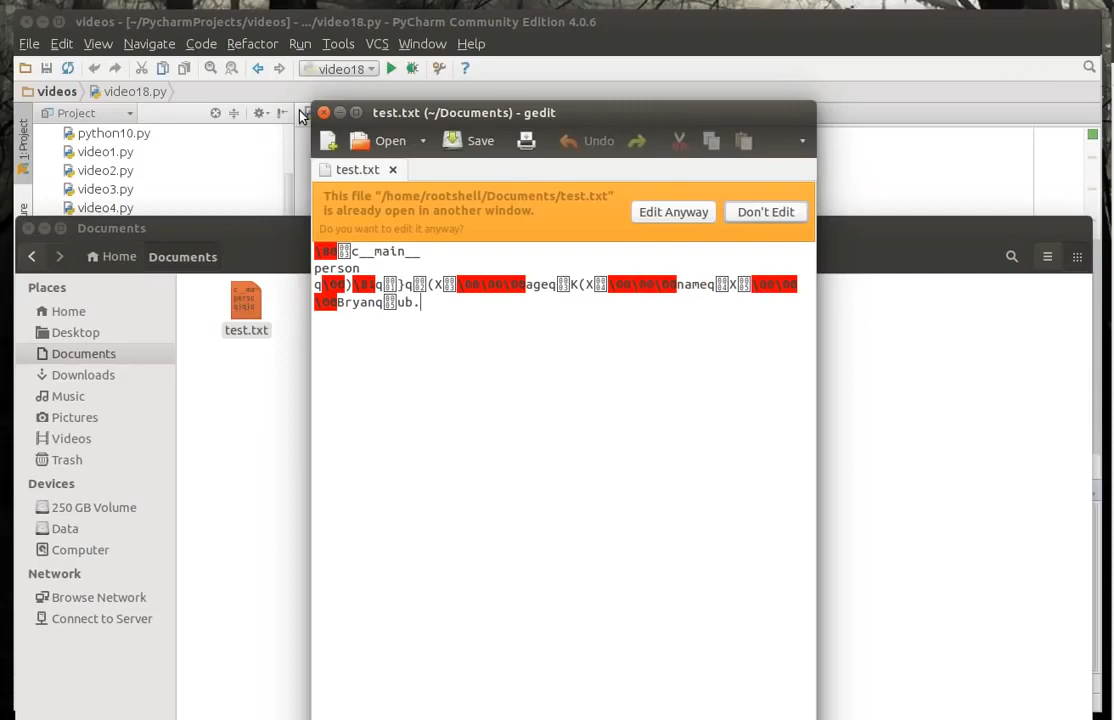 videos - [~/PycharmProjects/videos] - .../video18.py - PyCharm Community Edition 4.0.6
File Edit View Navigate Code Refactor Run Tools VCS Window Help
video18
videos video18.py
Project
1: Project
python10.py
video1.py
video2.py
video3.py
video4.py
test.txt (~/Documents) - gedit
Open Save Undo
test.txt
This file "/home/rootshell/Documents/test.txt"
is already open in another window.
Do you want to edit it anyway?
Edit Anyway Don't Edit
c__main__
person
ageq nameq
Bryanq ub.
Documents
Home Documents
Places
Home
Desktop
Documents
Downloads
Music
Pictures
Videos
Trash
Devices
250 GB Volume
Data
Computer
Network
Browse Network
Connect to Server
test.txt